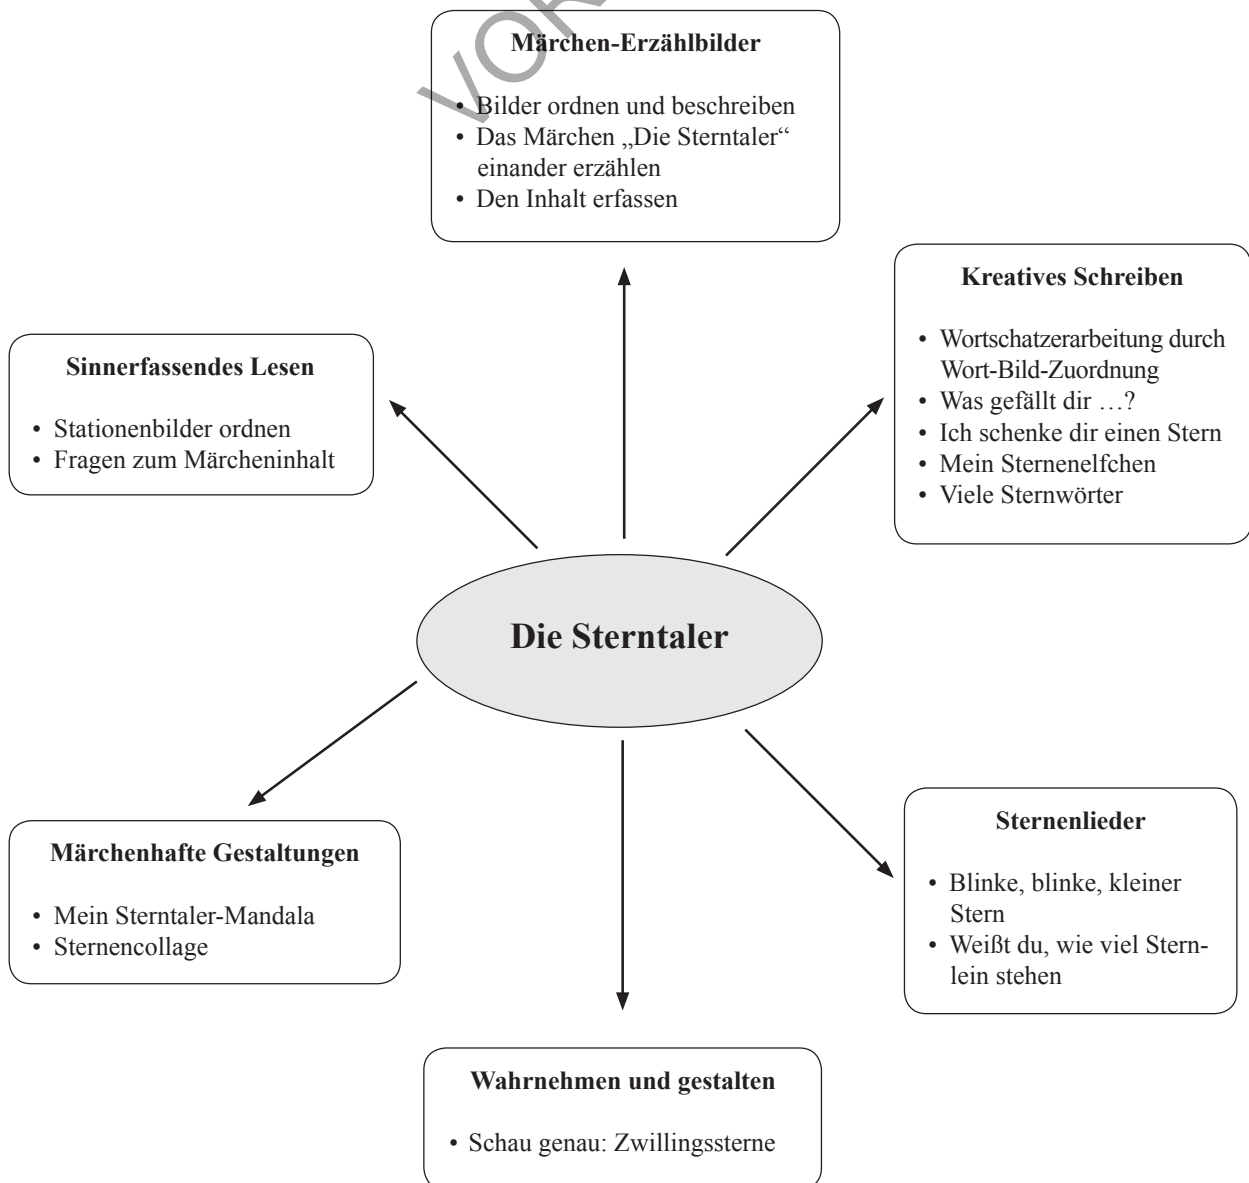 Märchen-Erzählbilder
• Bilder ordnen und beschreiben
• Das Märchen „Die Sterntaler“
einander erzählen
• Den Inhalt erfassen
Kreatives Schreiben
• Wortschatzerarbeitung durch
Wort-Bild-Zuordnung
• Was gefällt dir …?
• Ich schenke dir einen Stern
• Mein Sternenelfchen
• Viele Sternwörter
Sinnerfassendes Lesen
• Stationenbilder ordnen
• Fragen zum Märcheninhalt
Die Sterntaler
Märchenhafte Gestaltungen
• Mein Sterntaler-Mandala
• Sternencollage
Sternenlieder
• Blinke, blinke, kleiner
Stern
• Weißt du, wie viel Stern-
lein stehen
Wahrnehmen und gestalten
• Schau genau: Zwillingssterne